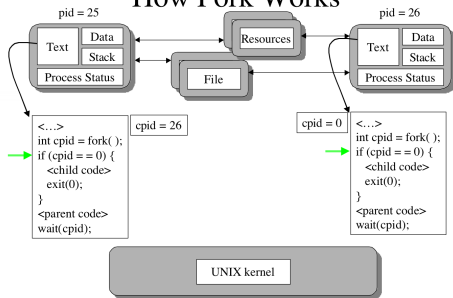 How Fork Works
pid = 25
pid = 26
Text
Data
Stack
Process Status
Resources
File
Text
Data
Stack
Process Status
<…>
int cpid = fork( );
if (cpid == 0) {
<child code>
exit(0);
}
<parent code>
wait(cpid);
cpid = 26
cpid = 0
<…>
int cpid = fork( );
if (cpid == 0) {
<child code>
exit(0);
}
<parent code>
wait(cpid);
UNIX kernel